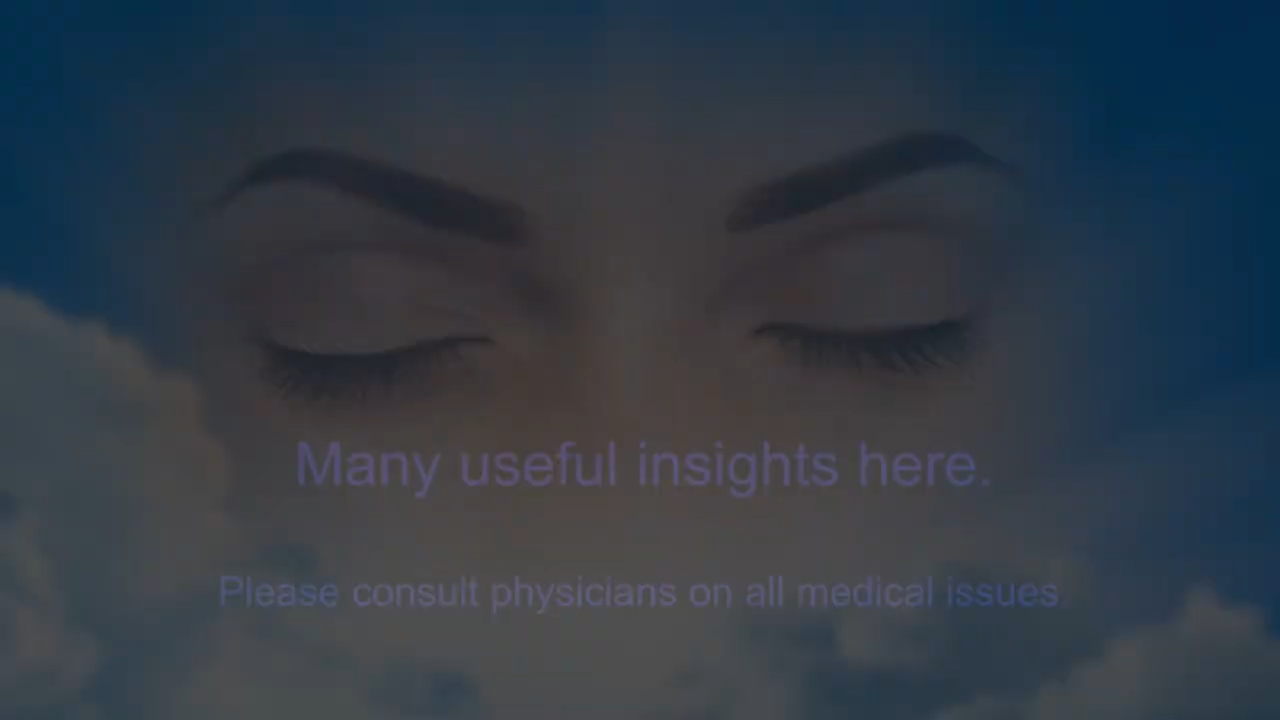 Many useful insights here.
Please consult physicians on all medical issues.